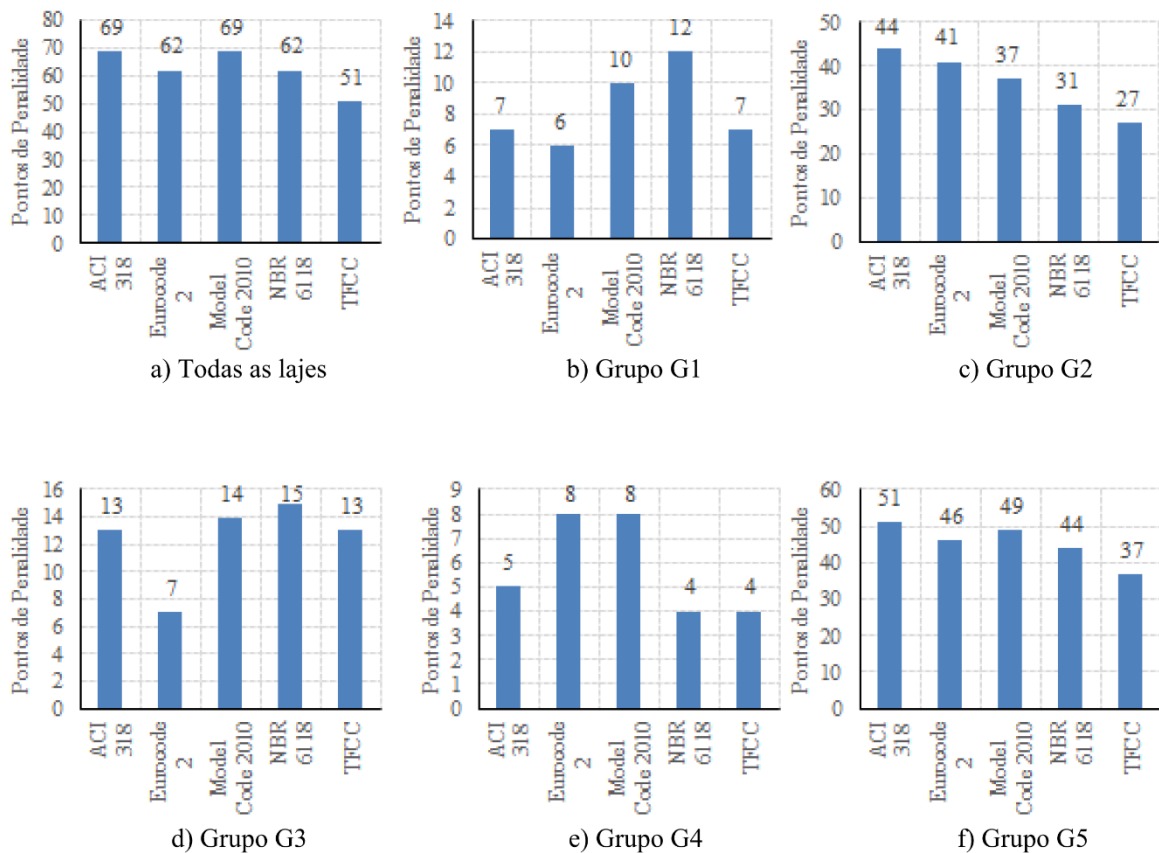 Pontos de Penalidade
80
70
60
50
40
30
20
10
0
69
62
69
62
51
ACI
318
Eurocode
2
Model
Code 2010
NBR
6118
TFCC
a) Todas as lajes
Pontos de Penalidade
14
12
10
8
6
4
2
0
7
6
10
12
7
ACI
318
Eurocode
2
Model
Code 2010
NBR
6118
TFCC
b) Grupo G1
Pontos de Penalidade
50
40
30
20
10
0
44
41
37
31
27
ACI
318
Eurocode
2
Model
Code 2010
NBR
6118
TFCC
c) Grupo G2
Pontos de Penalidade
16
14
12
10
8
6
4
2
0
13
7
14
15
13
ACI
318
Eurocode
2
Model
Code 2010
NBR
6118
TFCC
d) Grupo G3
Pontos de Penalidade
9
8
7
6
5
4
3
2
1
0
5
8
8
4
4
ACI
318
Eurocode
2
Model
Code 2010
NBR
6118
TFCC
e) Grupo G4
Pontos de Penalidade
60
50
40
30
20
10
0
51
46
49
44
37
ACI
318
Eurocode
2
Model
Code 2010
NBR
6118
TFCC
f) Grupo G5